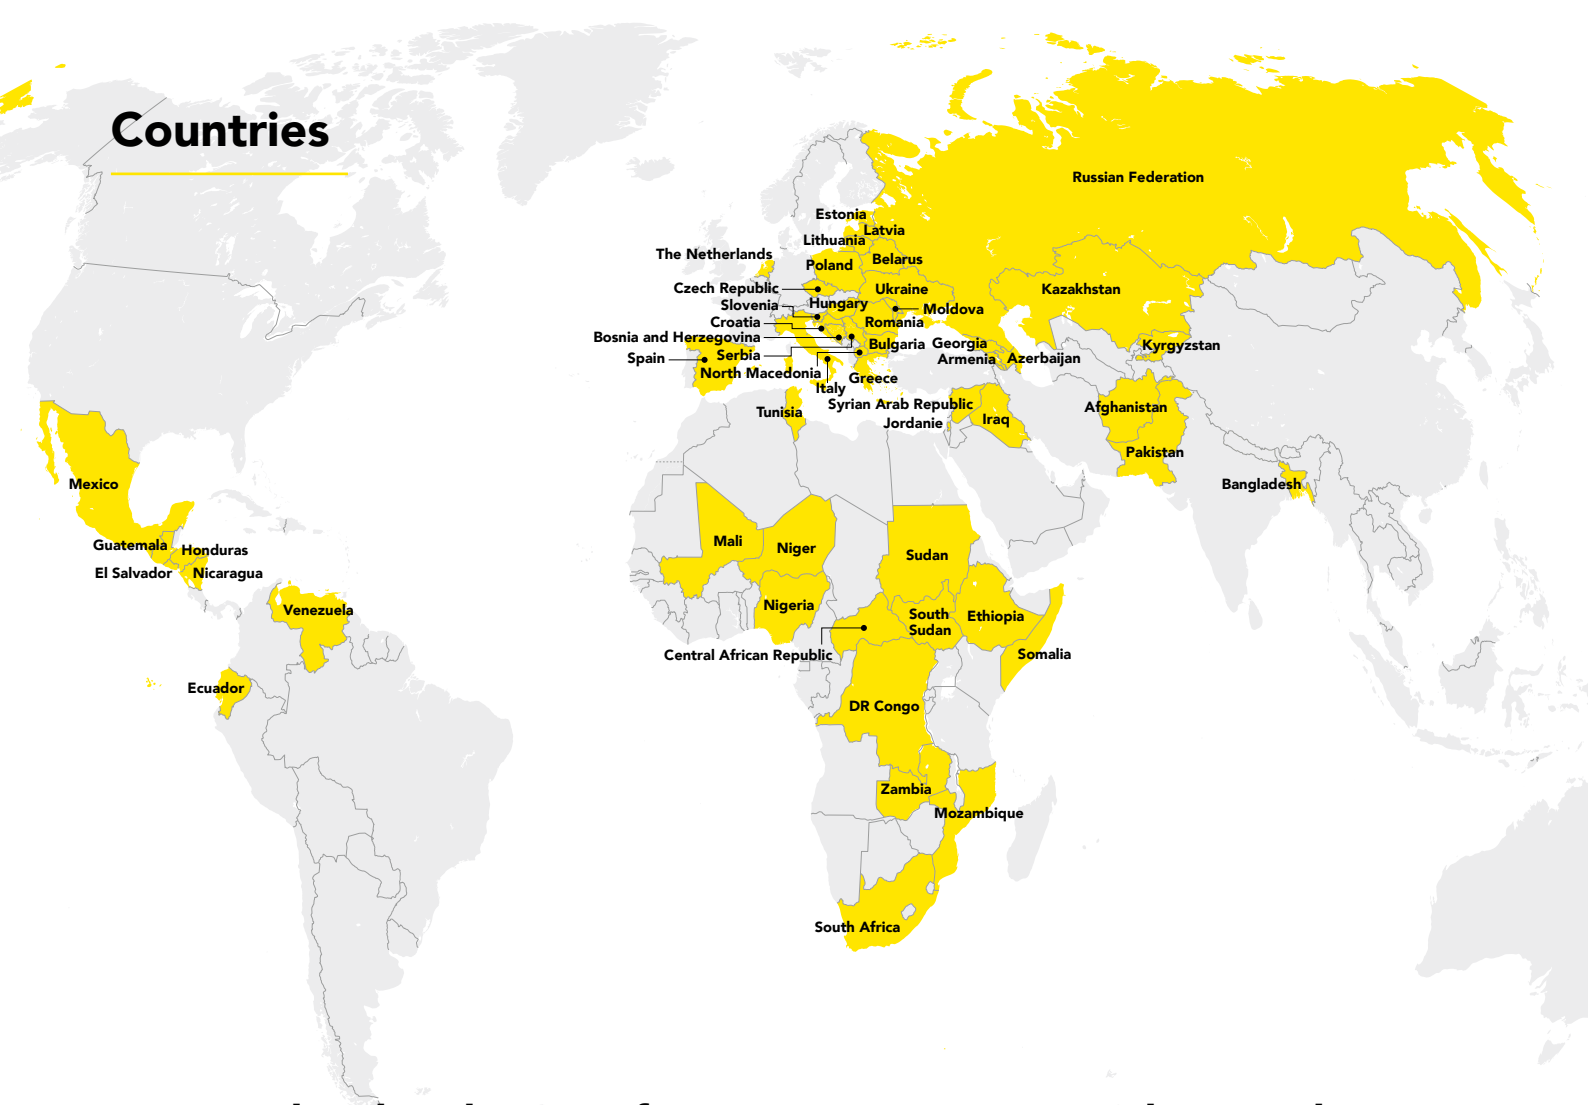 Countries
Russian Federation
Estonia
Latvia
Lithuania
The Netherlands
Belarus
Poland
Czech Republic
Ukraine
Kazakhstan
Slovenia
Hungary
Moldova
Croatia
Romania
Bosnia and Herzegovina
Bulgaria
Georgia
Kyrgyzstan
Spain
Serbia
Armenia
Azerbaijan
North Macedonia
Greece
Italy
Syrian Arab Republic
Afghanistan
Tunisia
Iraq
Jordanie
Pakistan
Mexico
Bangladesh
Mali
Niger
Guatemala
Honduras
Sudan
El Salvador
Nicaragua
Venezuela
Nigeria
South
Sudan
Ethiopia
Central African Republic
Somalia
Ecuador
DR Congo
Zambia
Mozambique
South Africa